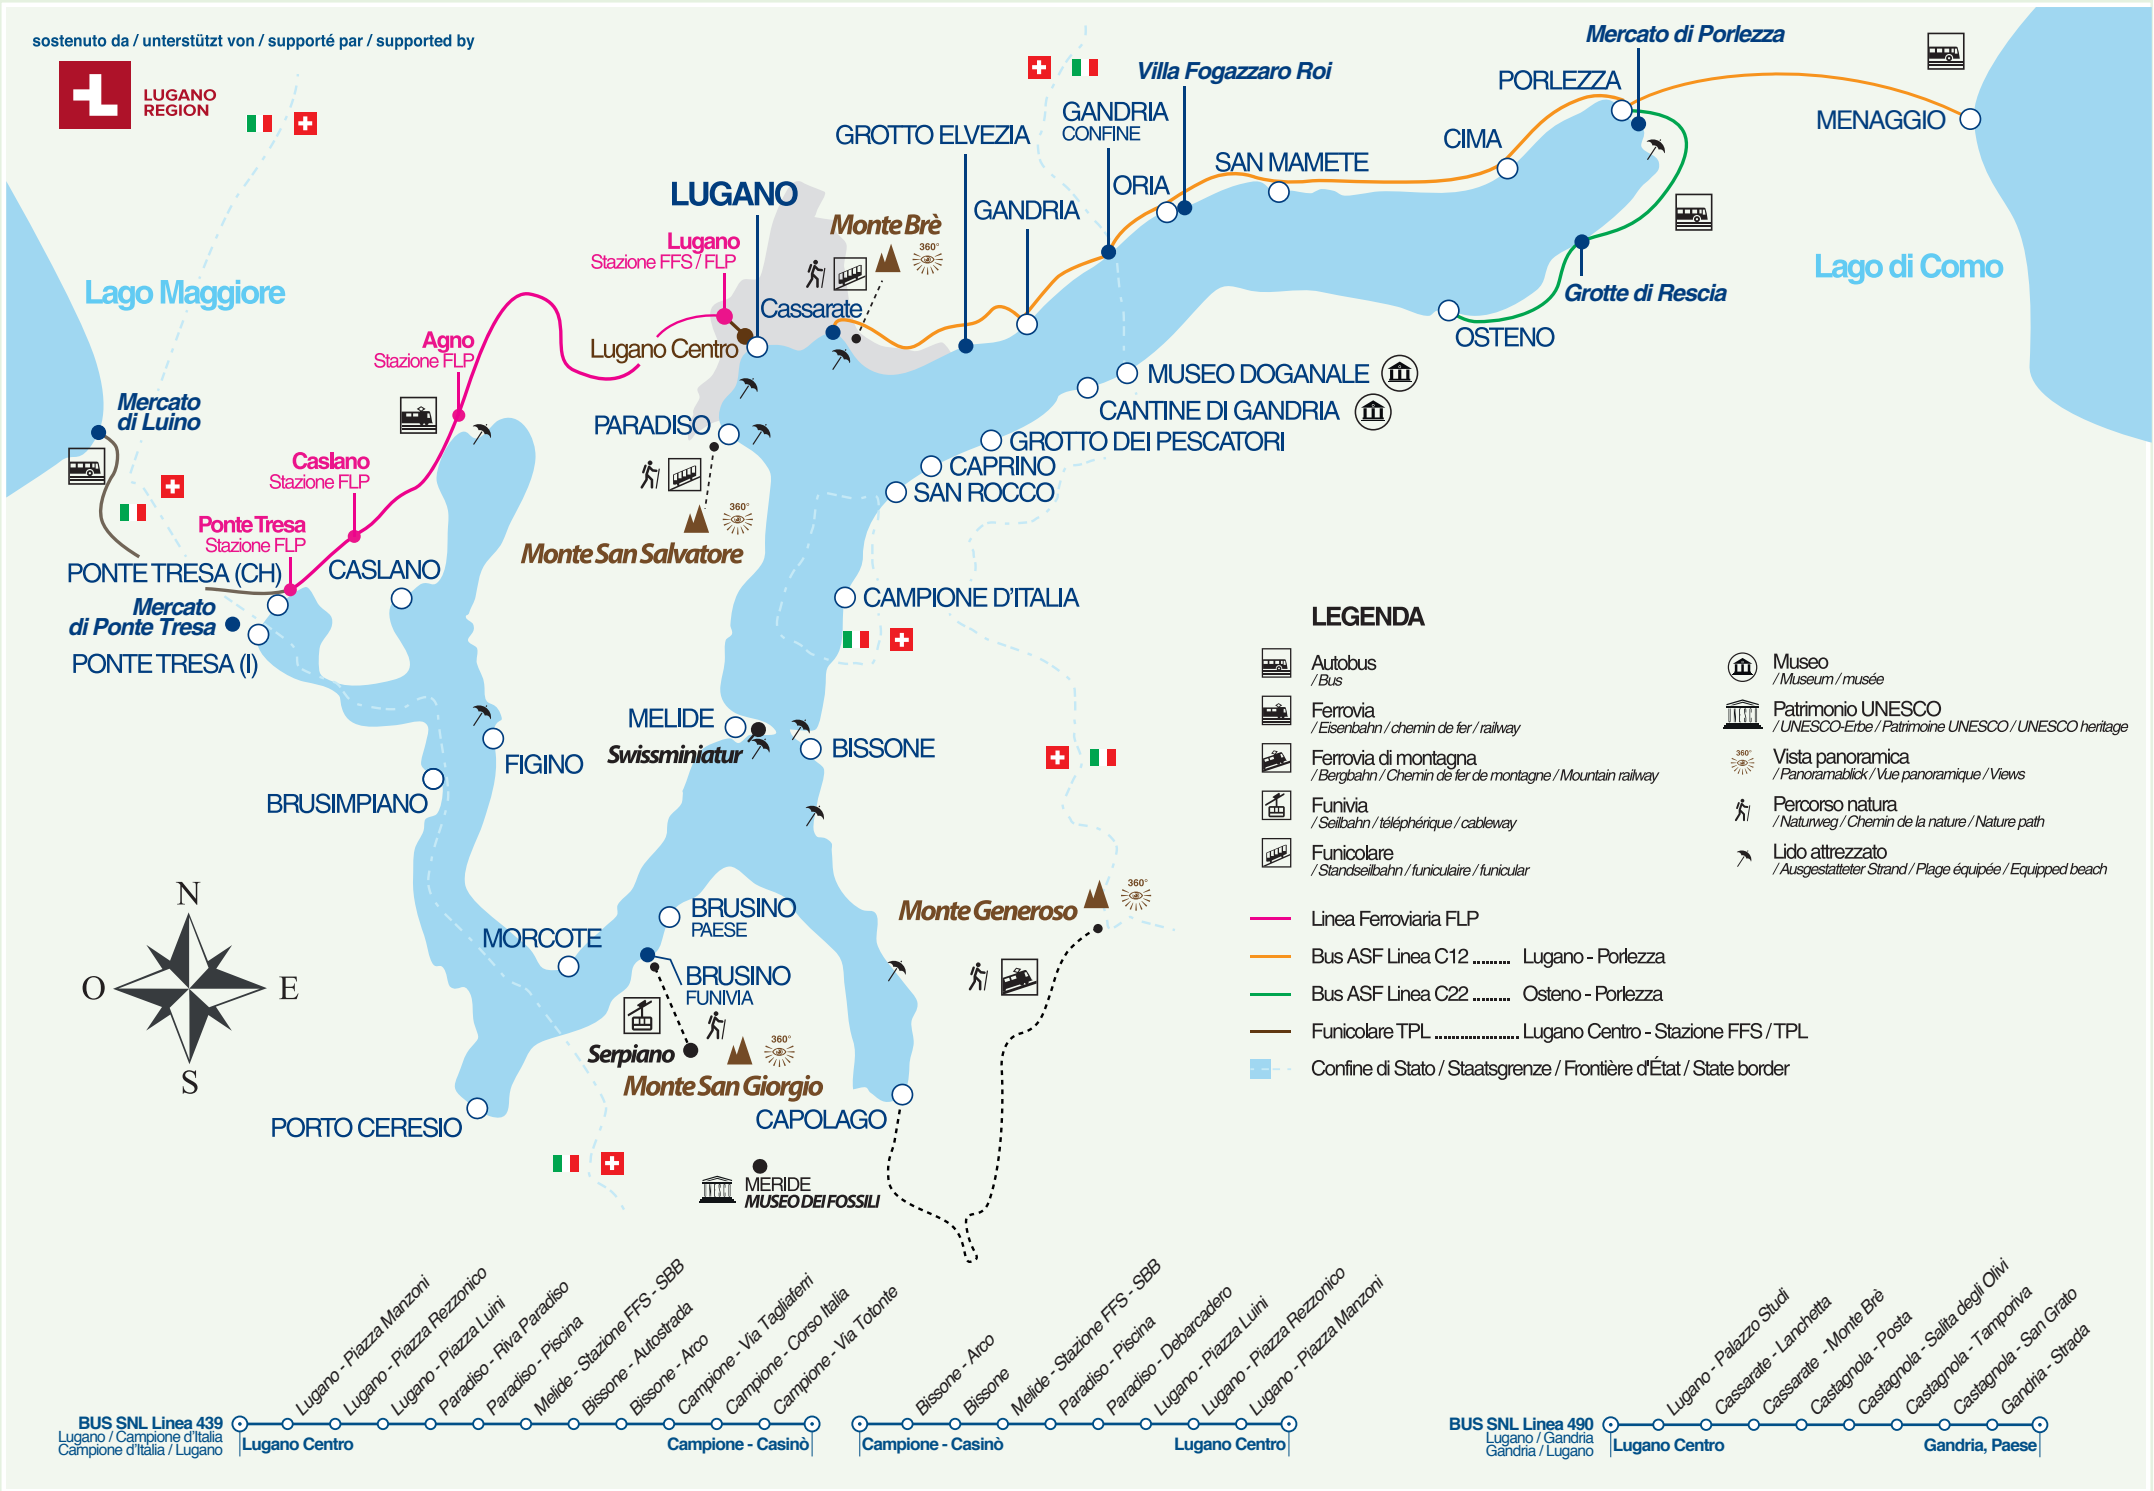 sostenuto da / unterstützt von / supporté par / supported by
LUGANO
REGION
Mercato di Porlezza
Villa Fogazzaro Roi
PORLEZZA
MENAGGIO
GANDRIA
CONFINE
GROTTO ELVEZIA
CIMA
SAN MAMETE
ORIA
LUGANO
GANDRIA
Monte Brè
360°
Lugano
Stazione FFS / FLP
Cassarate
Lago di Como
Lago Maggiore
Grotte di Rescia
OSTENO
Agno
Stazione FLP
Lugano Centro
MUSEO DOGANALE
CANTINE DI GANDRIA
Mercato
di Luino
PARADISO
GROTTO DEI PESCATORI
CAPRINO
SAN ROCCO
Caslano
Stazione FLP
360°
Monte San Salvatore
Ponte Tresa
Stazione FLP
PONTE TRESA (CH)
CASLANO
Mercato
di Ponte Tresa
PONTE TRESA (I)
CAMPIONE D'ITALIA
MELIDE
Swissminiatur
BISSONE
FIGINO
BRUSIMPIANO
LEGENDA
Autobus
/ Bus
Ferrovia
/ Eisenbahn / chemin de fer / railway
Ferrovia di montagna
/ Bergbahn / Chemin de fer de montagne / Mountain railway
Funivia
/ Seilbahn / téléphérique / cableway
Funicolare
/ Standseilbahn / funiculaire / funicular
Museo
/ Museum / musée
Patrimonio UNESCO
/ UNESCO-Erbe / Patrimoine UNESCO / UNESCO heritage
360°
Vista panoramica
/ Panoramablick / Vue panoramique / Views
Percorso natura
/ Naturweg / Chemin de la nature / Nature path
Lido attrezzato
/ Ausgestatteter Strand / Plage équipée / Equipped beach
Linea Ferroviaria FLP
Bus ASF Linea C12 ......... Lugano - Porlezza
Bus ASF Linea C22 ......... Osteno - Porlezza
Funicolare TPL .................... Lugano Centro - Stazione FFS / TPL
Confine di Stato / Staatsgrenze / Frontière d'État / State border
N
O
E
S
Monte Generoso
360°
BRUSINO
PAESE
MORCOTE
BRUSINO
FUNIVIA
Serpiano
360°
Monte San Giorgio
PORTO CERESIO
CAPOLAGO
MERIDE
MUSEO DEI FOSSILI
BUS SNL Linea 439
Lugano / Campione d'Italia
Campione d'Italia / Lugano
Lugano Centro
Lugano - Piazza Manzoni
Lugano - Piazza Rezzonico
Lugano - Piazza Luini
Paradiso - Riva Paradiso
Paradiso - Piscina
Melide - Stazione FFS - SBB
Bissone - Autostrada
Bissone - Arco
Campione - Via Tagliaferri
Campione - Corso Italia
Campione - Via Totonte
Campione - Casinò
Campione - Casinò
Bissone - Arco
Bissone
Melide - Stazione FFS - SBB
Paradiso - Piscina
Paradiso - Debarcadero
Lugano - Piazza Luini
Lugano - Piazza Rezzonico
Lugano - Piazza Manzoni
Lugano Centro
BUS SNL Linea 490
Lugano / Gandria
Gandria / Lugano
Lugano Centro
Lugano - Palazzo Studi
Cassarate - Lanchetta
Cassarate - Monte Brè
Castagnola - Posta
Castagnola - Salita degli Olivi
Castagnola - Tamporiva
Castagnola - San Grato
Gandria - Strada
Gandria, Paese